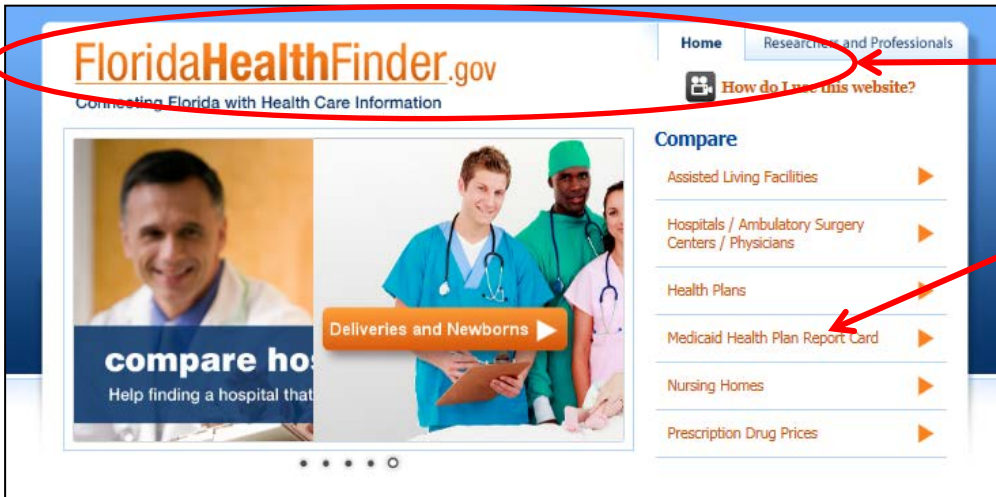 FloridaHealthFinder.gov
Connecting Florida with Health Care Information
Home
Researchers and Professionals
How do I use this website?
compare hos
Help finding a hospital that
Deliveries and Newborns
Compare
Assisted Living Facilities
Hospitals / Ambulatory Surgery
Centers / Physicians
Health Plans
Medicaid Health Plan Report Card
Nursing Homes
Prescription Drug Prices